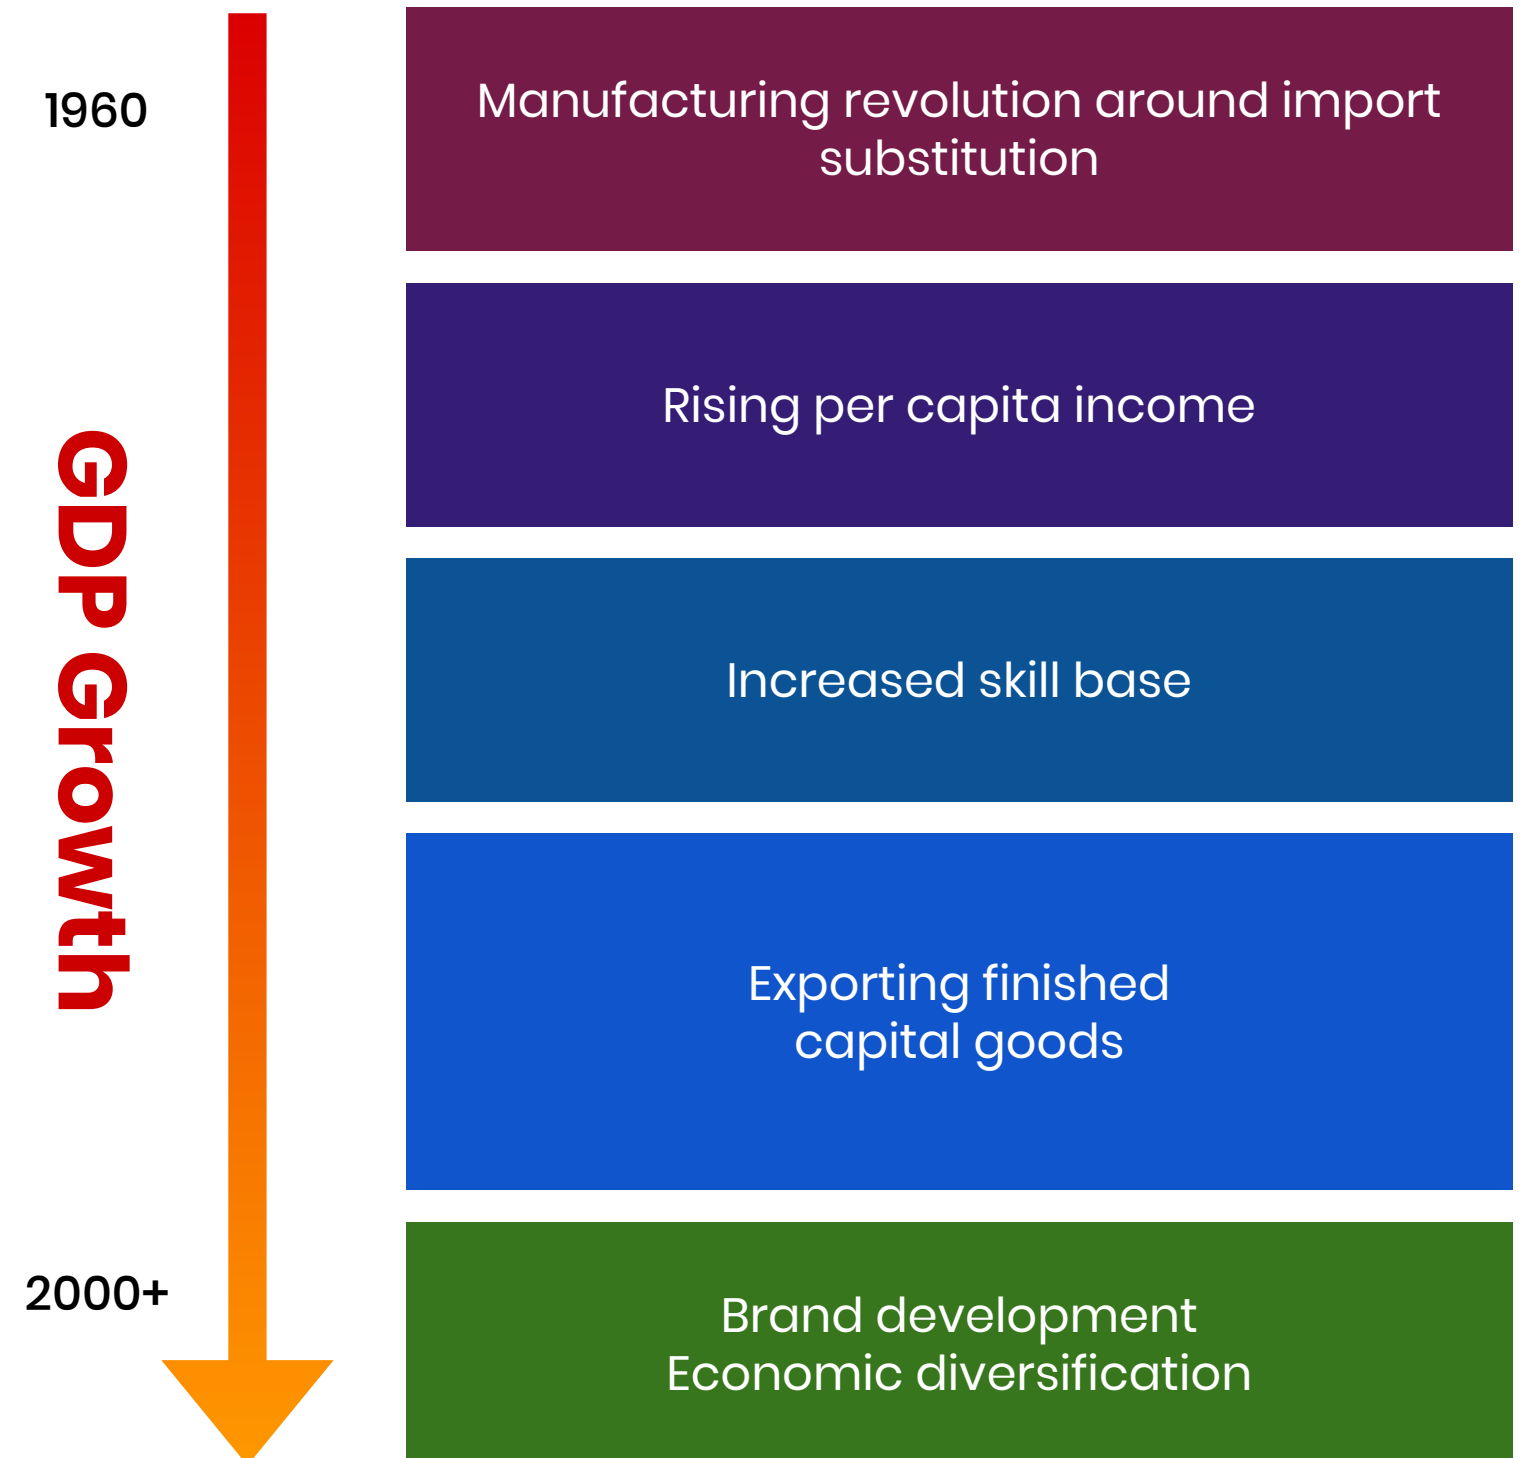 1960
Manufacturing revolution around import
substitution
Rising per capita income
GDP Growth
Increased skill base
Exporting finished
capital goods
2000+
Brand development
Economic diversification